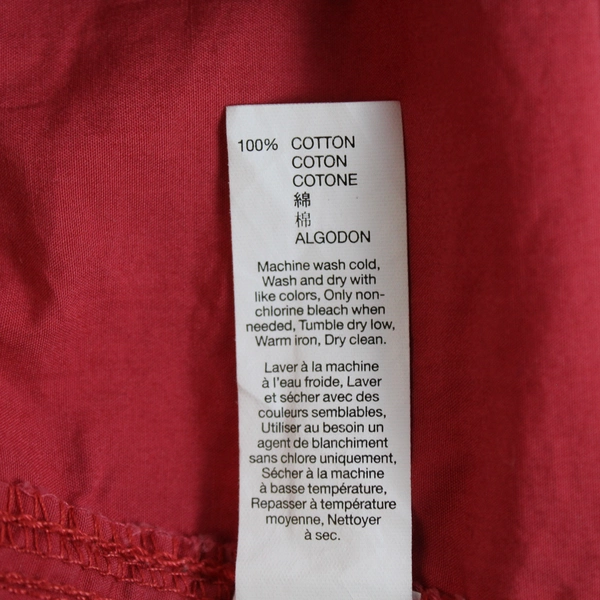 100% COTTON
COTON
COTONE
綿
棉
ALGODON
Machine wash cold,
Wash and dry with
like colors, Only non-
chlorine bleach when
needed, Tumble dry low,
Warm iron, Dry clean.
Laver à la machine
à l'eau froide, Laver
et sécher avec des
couleurs semblables,
Utiliser au besoin un
agent de blanchiment
sans chlore uniquement,
Sécher à la machine
à basse température,
Repasser à température
moyenne, Nettoyer
à sec.